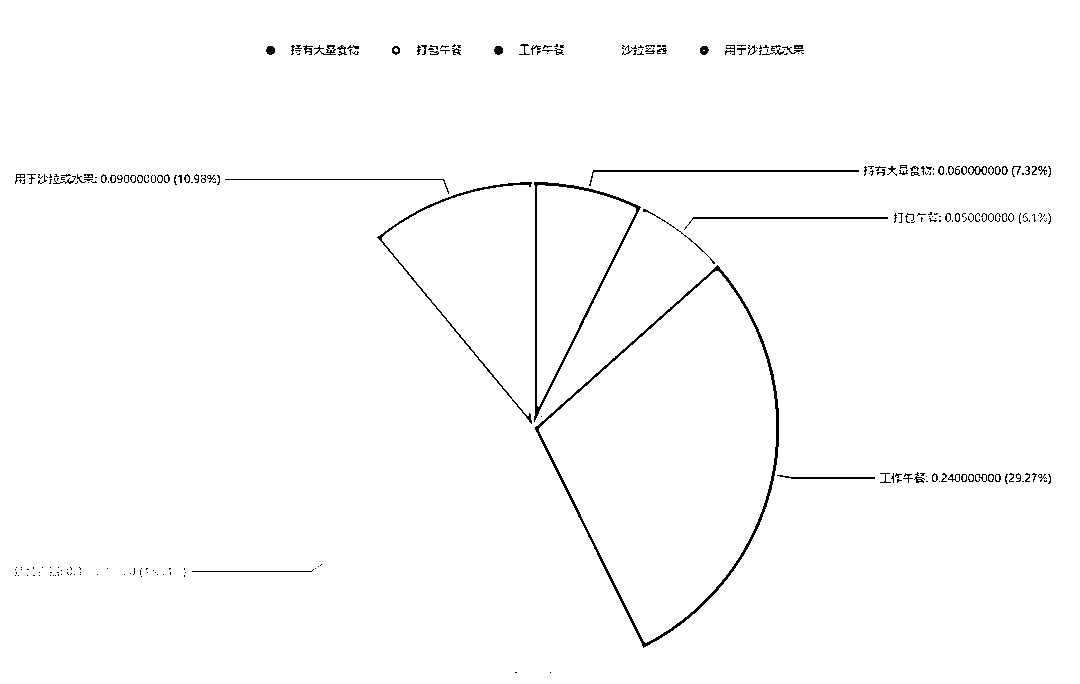 持有大量食物 打包午餐 工作午餐 沙拉容器 用于沙拉或水果
持有大量食物: 0.060000000 (7.32%)
用于沙拉或水果: 0.090000000 (10.98%)
打包午餐: 0.050000000 (6.1%)
工作午餐: 0.240000000 (29.27%)